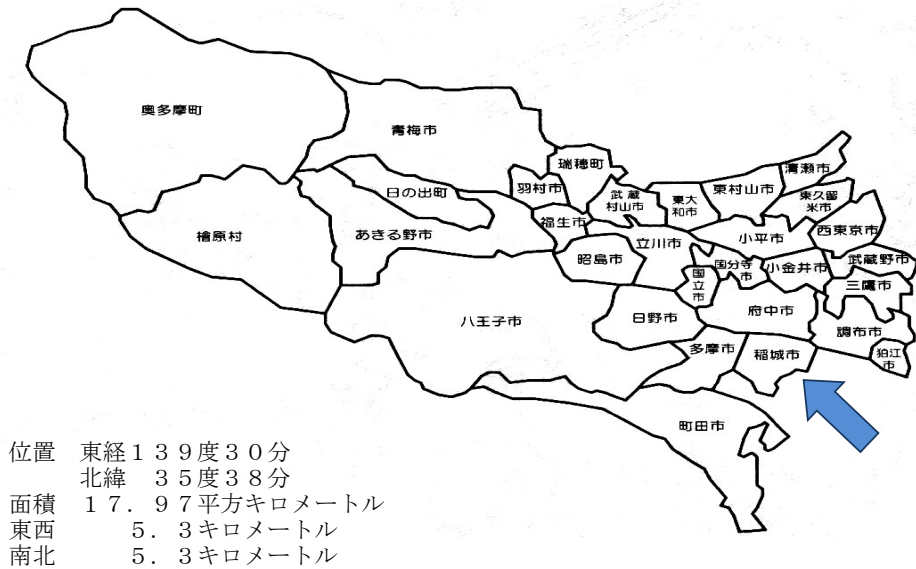 奥多摩町
青梅市
瑞穂町
清瀬市
日の出町
羽村市
武蔵
村山市
東大
和市
東村山市
東久留
米市
檜原村
あきる野市
福生市
立川市
小平市
西東京市
昭島市
国分寺
市
小金井市
武蔵野市
国
立
市
三鷹市
八王子市
日野市
府中市
調布市
多摩市
稲城市
狛江
市
町田市
位置 東経139度30分
北緯 35度38分
面積 17.97平方キロメートル
東西 5.3キロメートル
南北 5.3キロメートル